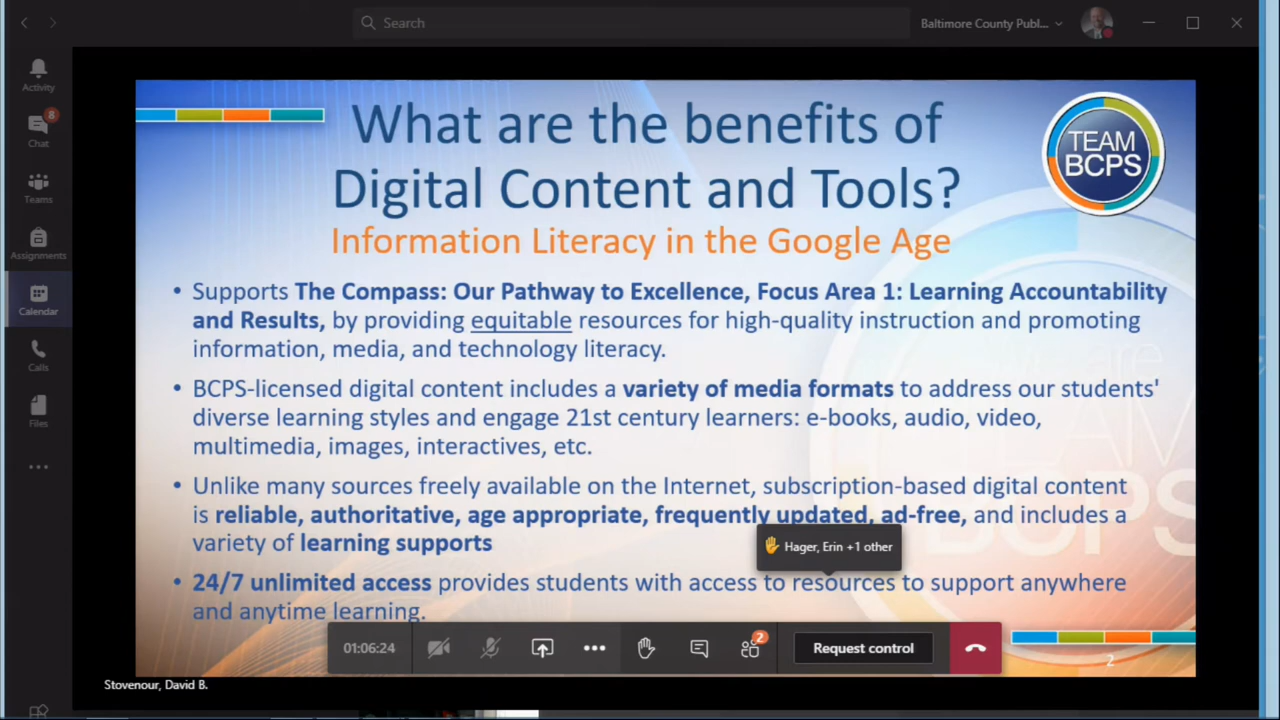 Search
Baltimore County Publ...
Activity
8
Chat
Teams
Assignments
Calendar
Calls
Files
What are the benefits of
Digital Content and Tools?
TEAM
BCPS
Information Literacy in the Google Age
• Supports The Compass: Our Pathway to Excellence, Focus Area 1: Learning Accountability
and Results, by providing equitable resources for high-quality instruction and promoting
information, media, and technology literacy.
• BCPS-licensed digital content includes a variety of media formats to address our students'
diverse learning styles and engage 21st century learners: e-books, audio, video,
multimedia, images, interactives, etc.
• Unlike many sources freely available on the Internet, subscription-based digital content
is reliable, authoritative, age appropriate, frequently updated, ad-free, and includes a
variety of learning supports
Hager, Erin +1 other
• 24/7 unlimited access provides students with access to resources to support anywhere
and anytime learning.
01:06:24
2
Request control
2
Stovenour, David B.